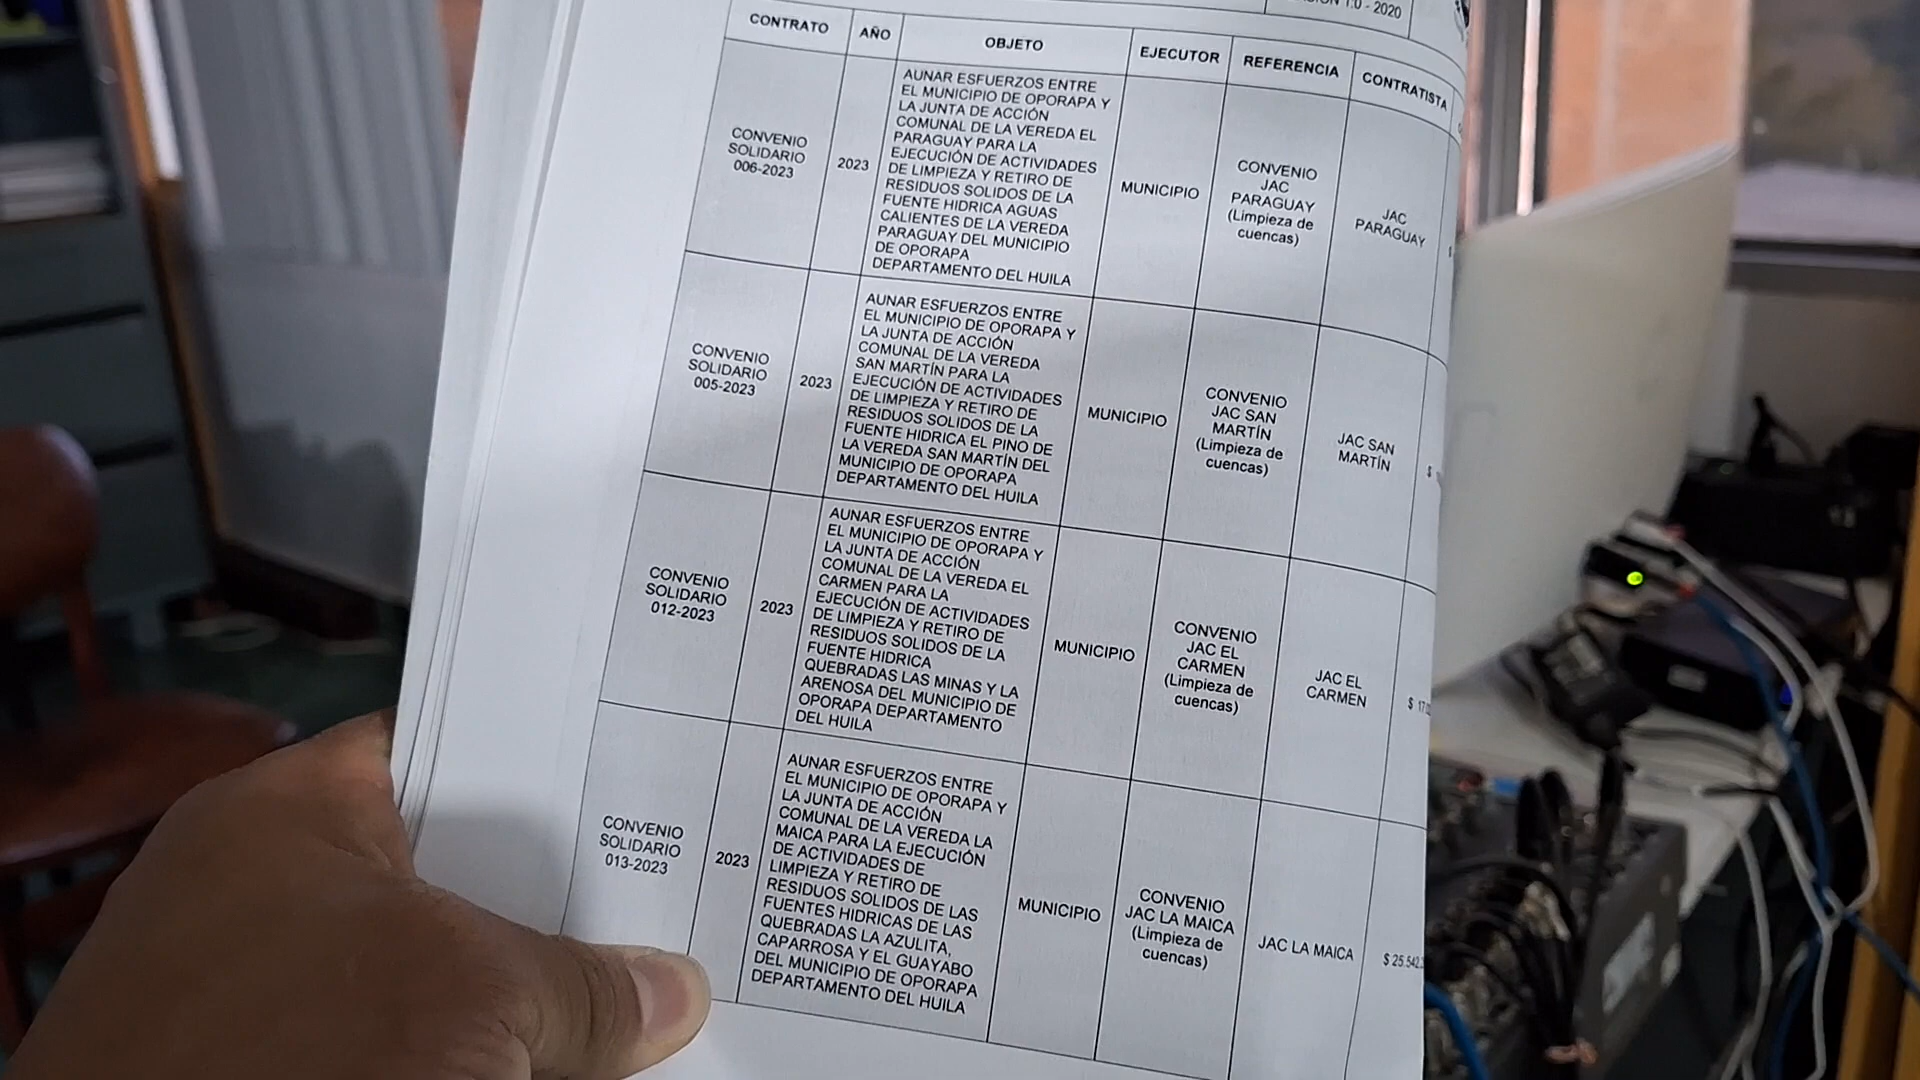 1.0 - 2020
CONTRATO
AÑO
OBJETO
EJECUTOR
REFERENCIA
CONTRATISTA
CONVENIO
SOLIDARIO
006-2023
2023
AUNAR ESFUERZOS ENTRE
EL MUNICIPIO DE OPORAPA Y
LA JUNTA DE ACCIÓN
COMUNAL DE LA VEREDA EL
PARAGUAY PARA LA
EJECUCIÓN DE ACTIVIDADES
DE LIMPIEZA Y RETIRO DE
RESIDUOS SOLIDOS DE LA
FUENTE HIDRICA AGUAS
CALIENTES DE LA VEREDA
PARAGUAY DEL MUNICIPIO
DE OPORAPA
DEPARTAMENTO DEL HUILA
MUNICIPIO
CONVENIO
JAC
PARAGUAY
(Limpieza de
cuencas)
JAC
PARAGUAY
$
CONVENIO
SOLIDARIO
005-2023
2023
AUNAR ESFUERZOS ENTRE
EL MUNICIPIO DE OPORAPA Y
LA JUNTA DE ACCIÓN
COMUNAL DE LA VEREDA
SAN MARTÍN PARA LA
EJECUCIÓN DE ACTIVIDADES
DE LIMPIEZA Y RETIRO DE
RESIDUOS SOLIDOS DE LA
FUENTE HIDRICA EL PINO DE
LA VEREDA SAN MARTÍN DEL
MUNICIPIO DE OPORAPA
DEPARTAMENTO DEL HUILA
MUNICIPIO
CONVENIO
JAC SAN
MARTÍN
(Limpieza de
cuencas)
JAC SAN
MARTÍN
$
CONVENIO
SOLIDARIO
012-2023
2023
AUNAR ESFUERZOS ENTRE
EL MUNICIPIO DE OPORAPA Y
LA JUNTA DE ACCIÓN
COMUNAL DE LA VEREDA EL
CARMEN PARA LA
EJECUCIÓN DE ACTIVIDADES
DE LIMPIEZA Y RETIRO DE
RESIDUOS SOLIDOS DE LA
FUENTE HIDRICA
QUEBRADAS LAS MINAS Y LA
ARENOSA DEL MUNICIPIO DE
OPORAPA DEPARTAMENTO
DEL HUILA
MUNICIPIO
CONVENIO
JAC EL
CARMEN
(Limpieza de
cuencas)
JAC EL
CARMEN
$ 17
CONVENIO
SOLIDARIO
013-2023
2023
AUNAR ESFUERZOS ENTRE
EL MUNICIPIO DE OPORAPA Y
LA JUNTA DE ACCIÓN
COMUNAL DE LA VEREDA LA
MAICA PARA LA EJECUCIÓN
DE ACTIVIDADES DE
LIMPIEZA Y RETIRO DE
RESIDUOS SOLIDOS DE LAS
FUENTES HIDRICAS DE LAS
QUEBRADAS LA AZULITA,
CAPARROSA Y EL GUAYABO
DEL MUNICIPIO DE OPORAPA
DEPARTAMENTO DEL HUILA
MUNICIPIO
CONVENIO
JAC LA MAICA
(Limpieza de
cuencas)
JAC LA MAICA
$ 25.542